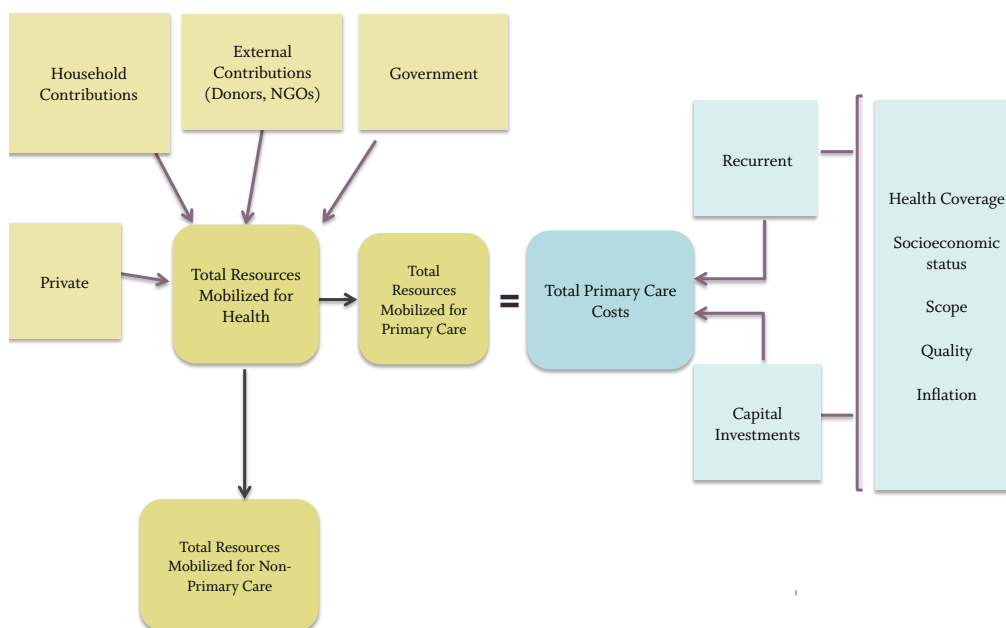 Household
Contributions
External
Contributions
(Donors, NGOs)
Government
Private
Total Resources
Mobilized for
Health
Total
Resources
Mobilized for
Primary Care
=
Total Primary Care
Costs
Recurrent
Capital
Investments
Health Coverage
Socioeconomic
status
Scope
Quality
Inflation
Total Resources
Mobilized for Non-
Primary Care